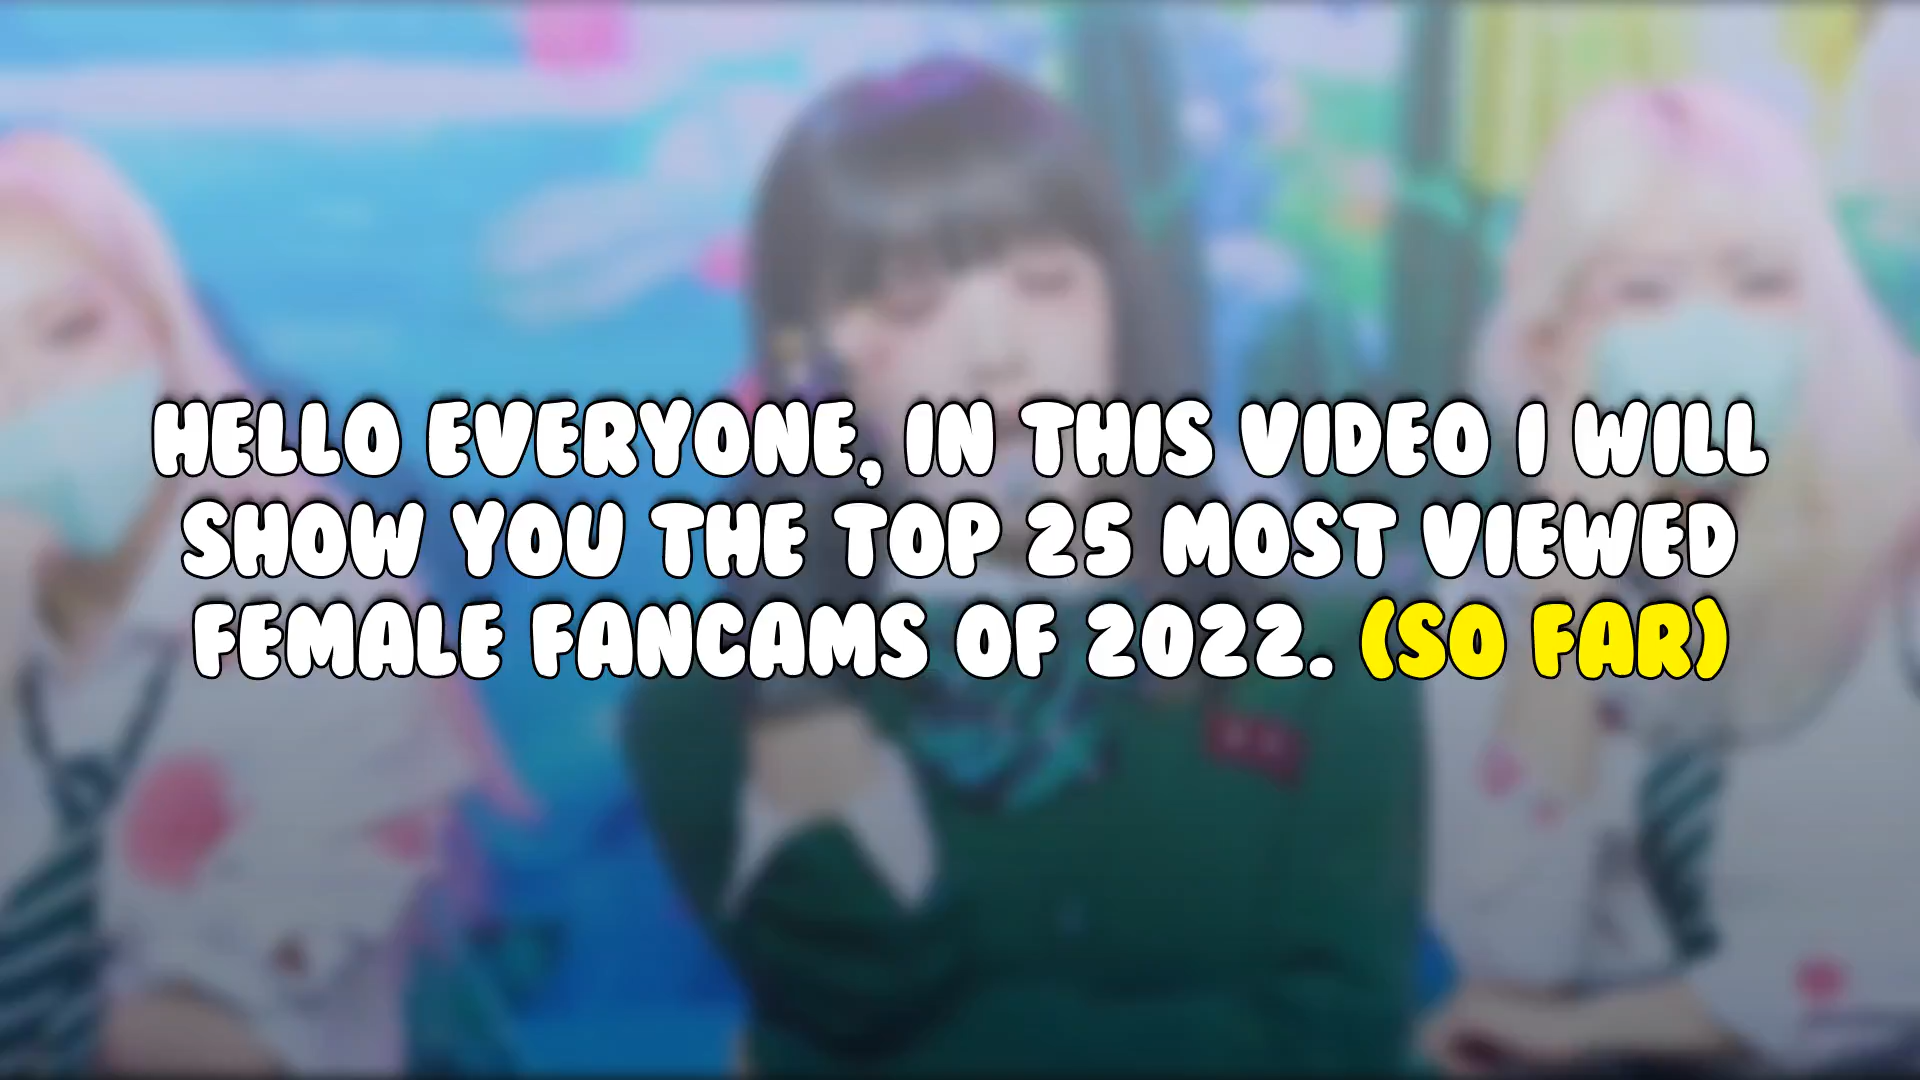 HELLO EVERYONE, IN THIS VIDEO I WILL
SHOW YOU THE TOP 25 MOST VIEWED
FEMALE FANCAMS OF 2022. (SO FAR)